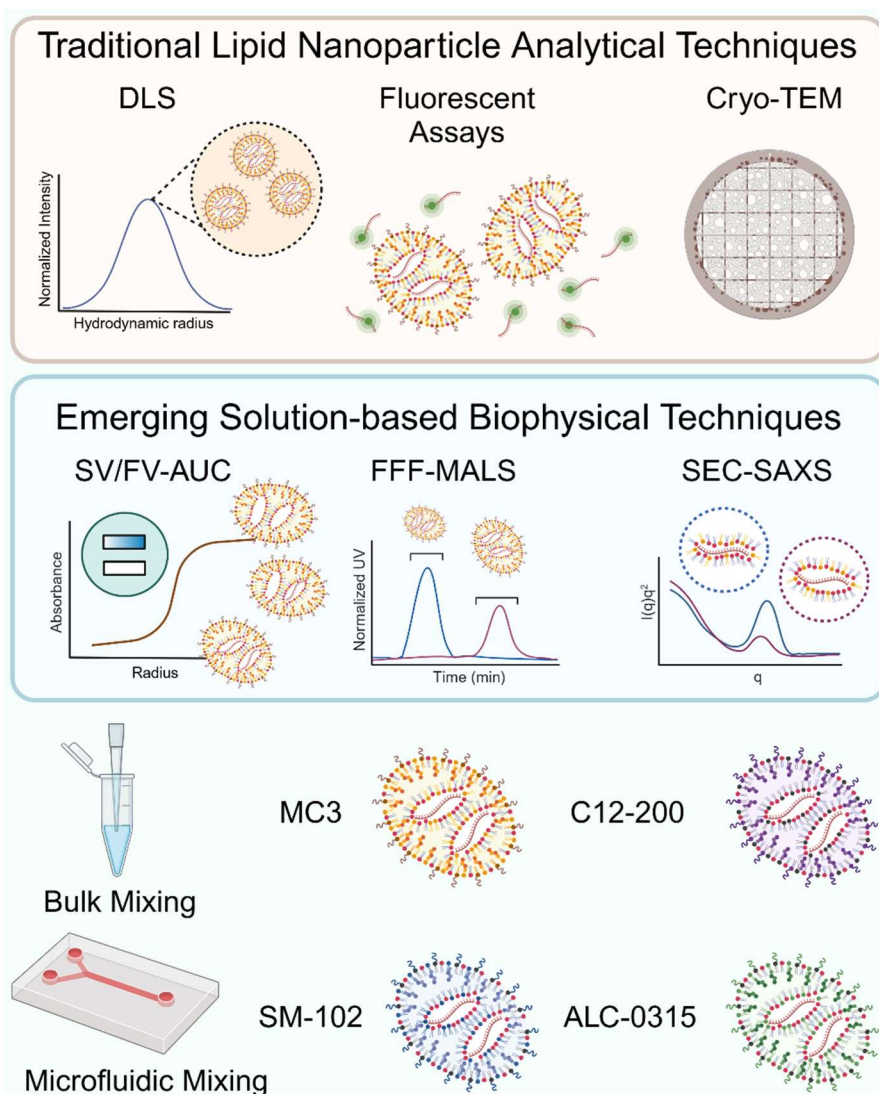 Traditional Lipid Nanoparticle Analytical Techniques
DLS
Normalized Intensity
Hydrodynamic radius
Fluorescent
Assays
Cryo-TEM
Emerging Solution-based Biophysical Techniques
SV/FV-AUC
Absorbance
Radius
FFF-MALS
Normalized UV
Time (min)
SEC-SAXS
I(q)q²
q
Bulk Mixing
MC3
C12-200
Microfluidic Mixing
SM-102
ALC-0315